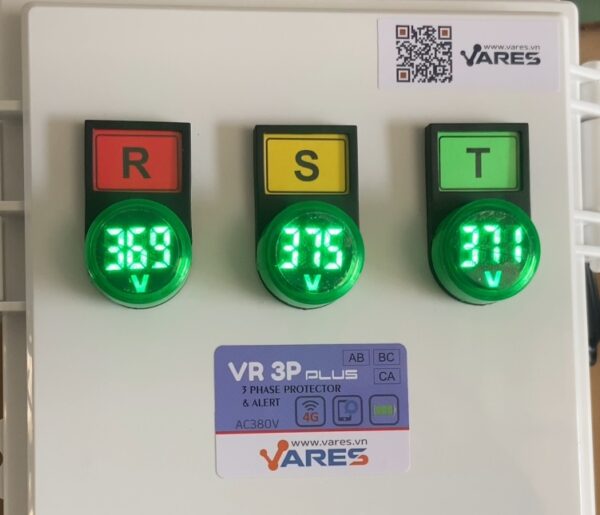 www.vares.vn
VARES
R
S
T
369
V
375
V
371
V
VR 3P PLUS
AB
BC
CA
3 PHASE PROTECTOR
& ALERT
4G
AC380V
www.vares.vn
VARES